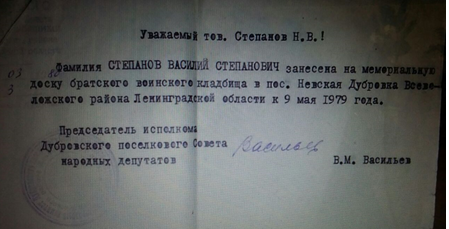 Уважаемый тов. Степанов Н.В.!
Фамилия СТЕПАНОВ ВАСИЛИЙ СТЕПАНОВИЧ занесена на мемориальную
доску братского воинского кладбища в пос. Невская Дубровка Всево-
ложского района Ленинградской области к 9 мая 1979 года.
Председатель исполкома
Дубровского поселкового Совета
народных депутатов
Васильев
В.М. Васильев